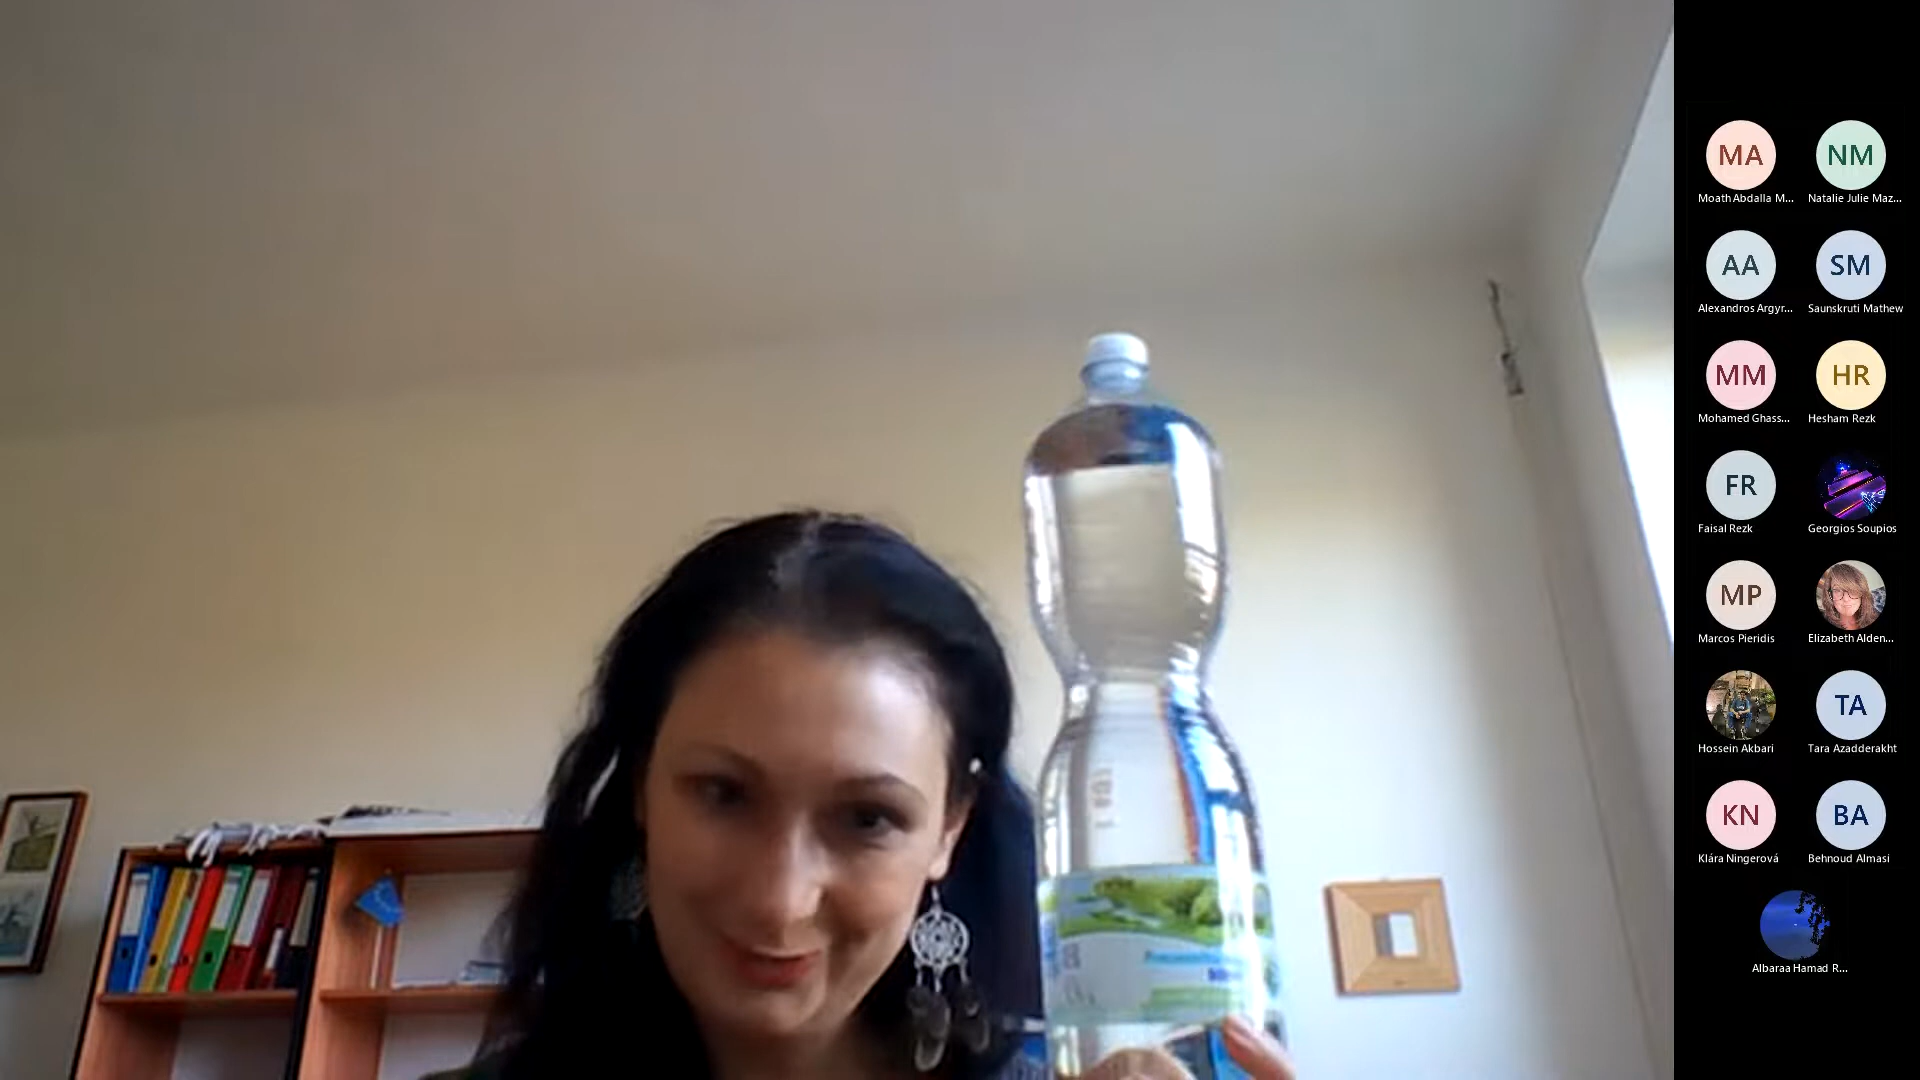 MA
NM
Moath Abdalla M...
Natalie Julie Maz...
AA
SM
Alexandros Argyr...
Saunskruti Mathew
MM
HR
Mohamed Ghass...
Hesham Rezk
FR
Faisal Rezk
Georgios Soupios
MP
Marcos Pieridis
Elizabeth Alden...
Hossein Akbari
TA
Tara Azadderakht
KN
BA
Klára Ningerová
Behnoud Almasi
Albaraa Hamad R...